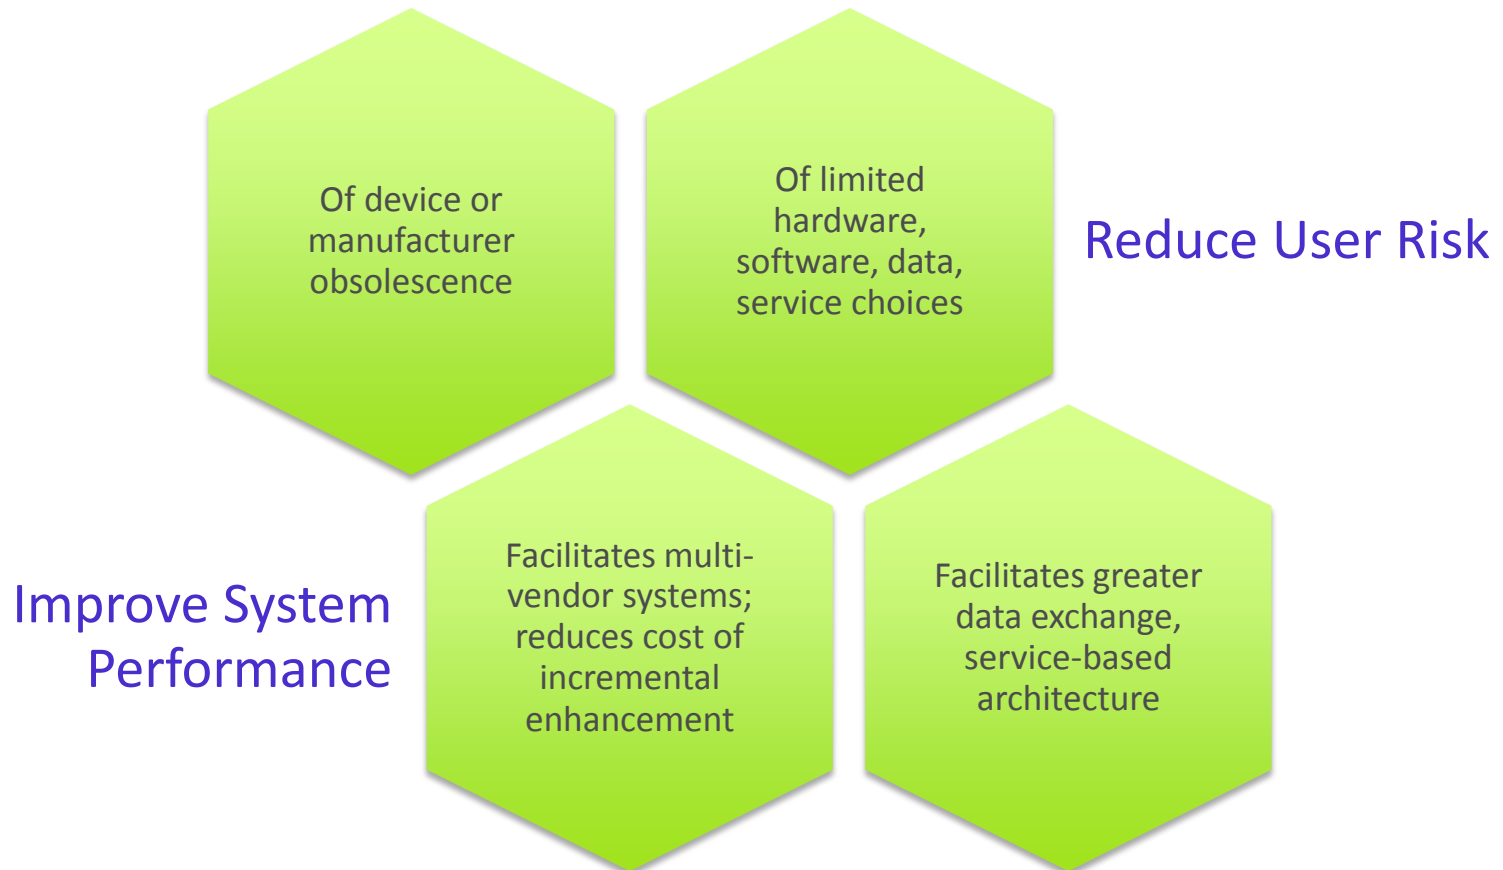 Of device or
manufacturer
obsolescence
Of limited
hardware,
software, data,
service choices
Reduce User Risk
Improve System
Performance
Facilitates multi-
vendor systems;
reduces cost of
incremental
enhancement
Facilitates greater
data exchange,
service-based
architecture